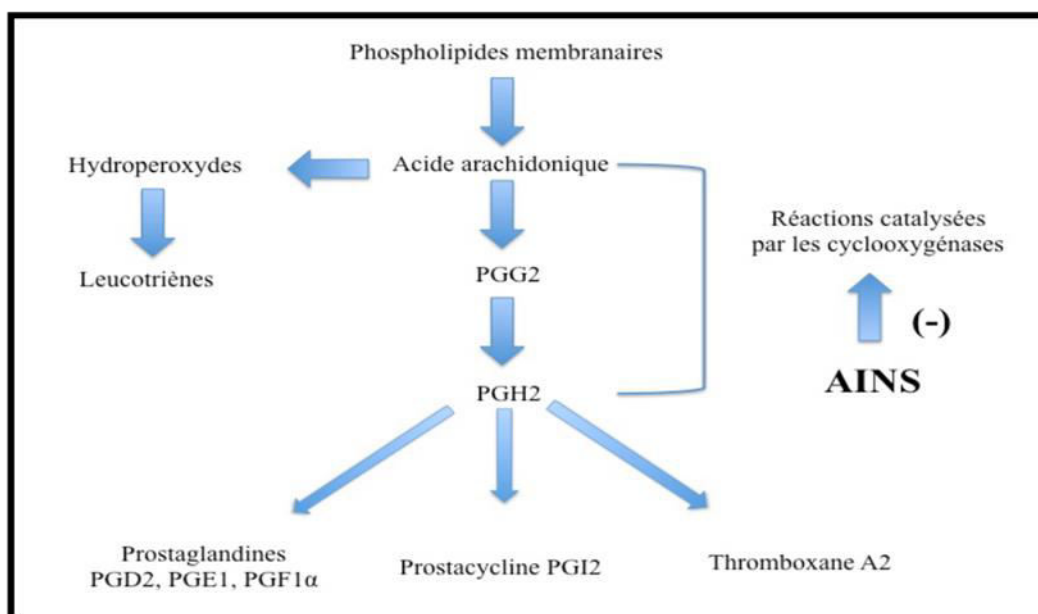 Phospholipides membranaires
Hydroperoxydes
Acide arachidonique
Réactions catalysées
par les cyclooxygénases
Leucotriènes
PGG2
(-)
AINS
PGH2
Prostaglandines
PGD2, PGE1, PGF1α
Prostacycline PGI2
Thromboxane A2